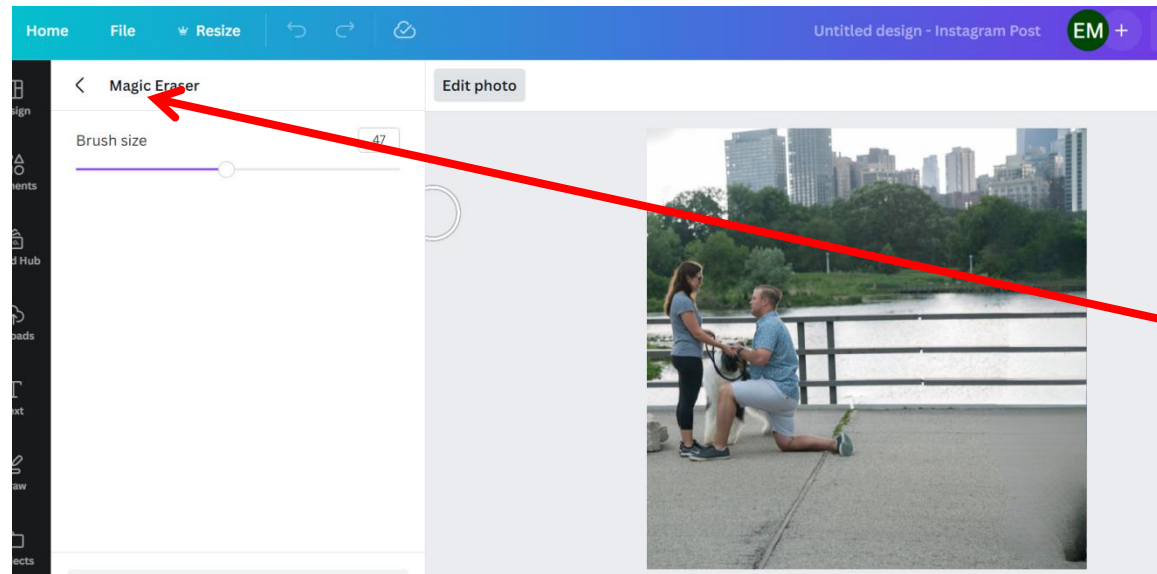 Home File Resize Untitled design - Instagram Post EM +
Magic Eraser Edit photo
sign
Brush size 47
ents
d Hub
oads
ext
aw
ects